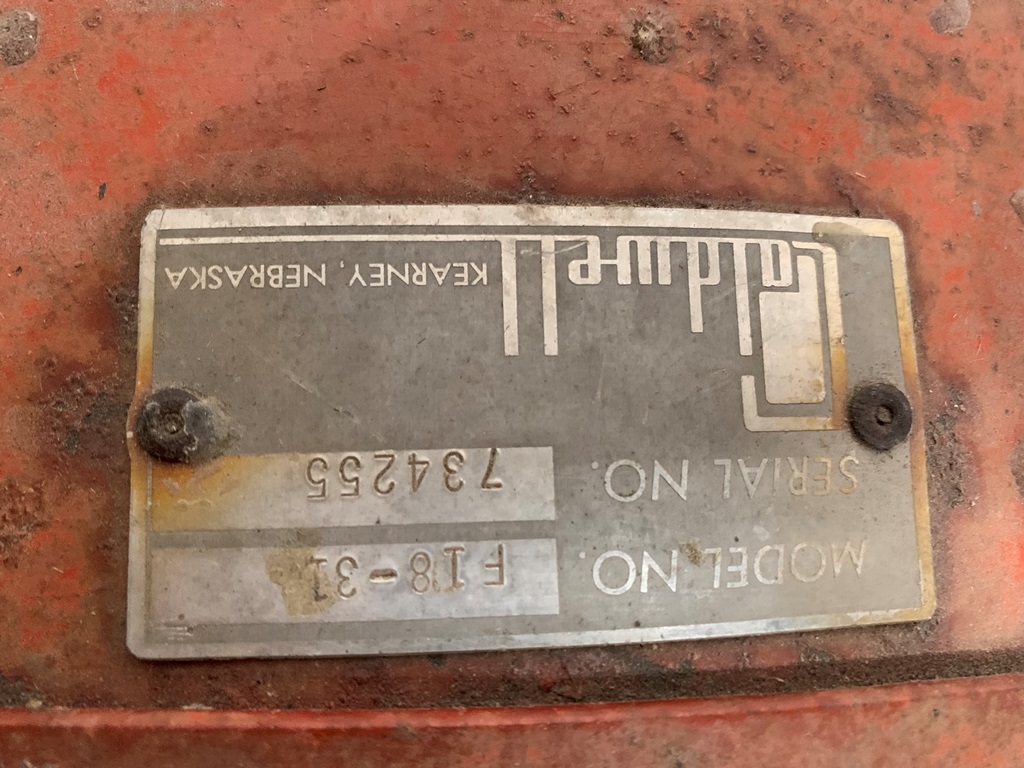 Caldwell
KEARNEY, NEBRASKA
SERIAL NO. 734255
MODEL NO. F18-31